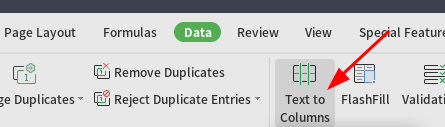 Page Layout Formulas Data Review View Special Feature
Remove Duplicates
ge Duplicates Reject Duplicate Entries Text to Columns FlashFill Validati